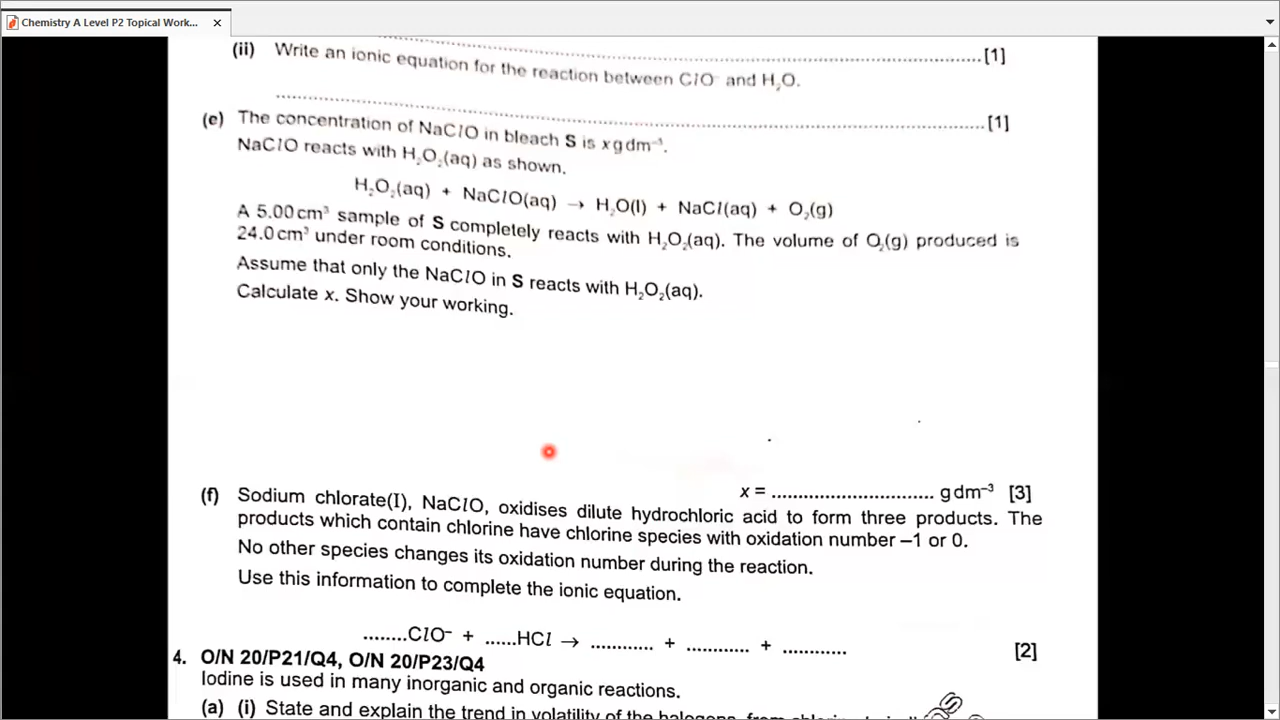 Chemistry A Level P2 Topical Work...
(ii) Write an ionic equation for the reaction between ClO⁻ and H₂O.
[1]
[1]
(e) The concentration of NaClO in bleach S is x g dm⁻³.
NaClO reacts with H₂O₂(aq) as shown.
H₂O₂(aq) + NaClO(aq) → H₂O(l) + NaCl(aq) + O₂(g)
A 5.00 cm³ sample of S completely reacts with H₂O₂(aq). The volume of O₂(g) produced is
24.0 cm³ under room conditions.
Assume that only the NaClO in S reacts with H₂O₂(aq).
Calculate x. Show your working.
x = .............................. g dm⁻³ [3]
(f) Sodium chlorate(I), NaClO, oxidises dilute hydrochloric acid to form three products. The
products which contain chlorine have chlorine species with oxidation number –1 or 0.
No other species changes its oxidation number during the reaction.
Use this information to complete the ionic equation.
........ClO⁻ + ......HCl → ............ + ............ + ............ [2]
4. O/N 20/P21/Q4, O/N 20/P23/Q4
Iodine is used in many inorganic and organic reactions.
(a) (i) State and explain the trend in volatility of the halogens, from